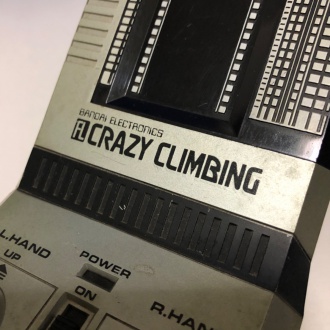 BANDAI ELECTRONICS
CRAZY CLIMBING
L.HAND
UP
POWER
ON
R.HAN